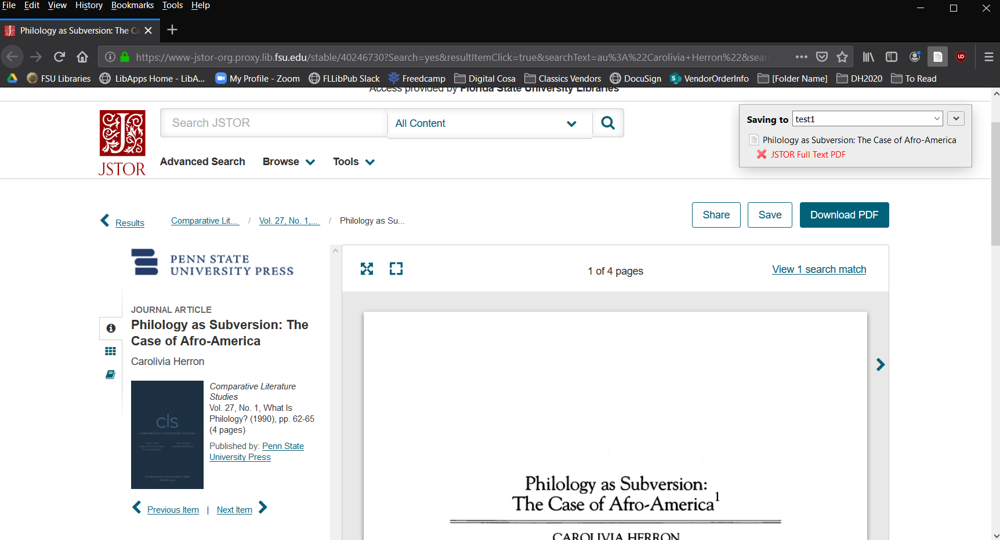 File Edit View History Bookmarks Tools Help
Philology as Subversion: The Ca
https://www-jstor-org.proxy.lib.fsu.edu/stable/40246730?Search=yes&resultItemClick=true&searchText=au%3A%22Carolivia+Herron%22&sear
FSU Libraries LibApps Home - LibA... My Profile - Zoom FLLibPub Slack Freedcamp Digital Cosa Classics Vendors DocuSign VendorOrderInfo [Folder Name] DH2020 To Read
Access provided by Florida State University Libraries
Search JSTOR All Content
Saving to test1
Philology as Subversion: The Case of Afro-America
JSTOR Full Text PDF
JSTOR
Advanced Search Browse Tools
Results Comparative Lit... / Vol. 27, No. 1,... / Philology as Su...
Share Save Download PDF
PENN STATE
UNIVERSITY PRESS
1 of 4 pages
View 1 search match
JOURNAL ARTICLE
Philology as Subversion: The
Case of Afro-America
Carolivia Herron
cls
COMPARATIVE LITERATURE STUDIES
Comparative Literature
Studies
Vol. 27, No. 1, What Is
Philology? (1990), pp. 62-65
(4 pages)
Published by: Penn State
University Press
Previous Item | Next Item
Philology as Subversion:
The Case of Afro-America1
CAROLIVIA HERRON